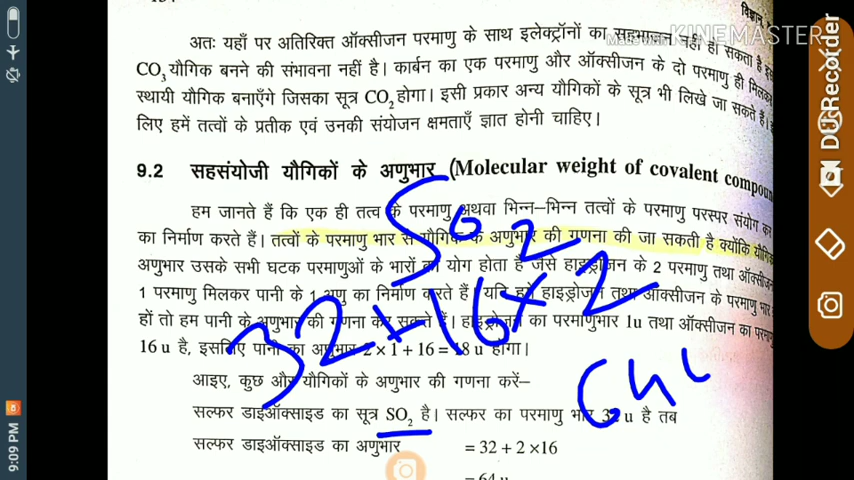 विज्ञान
अतः यहाँ पर अतिरिक्त ऑक्सीजन परमाणु के साथ इलेक्ट्रॉनों का सहभाजन नहीं हो सकता है
CO3 यौगिक बनने की संभावना नहीं है। कार्बन का एक परमाणु और ऑक्सीजन के दो परमाणु ही
स्थायी यौगिक बनाएँगे जिसका सूत्र CO2 होगा। इसी प्रकार अन्य यौगिकों के सूत्र भी लिखे जा सकते हैं।
लिए हमें तत्वों के प्रतीक एवं उनकी संयोजन क्षमताएँ ज्ञात होनी चाहिए।
9.2 सहसंयोजी यौगिकों के अणुभार (Molecular weight of covalent
हम जानते हैं कि एक ही तत्व के परमाणु अथवा भिन्न–भिन्न तत्वों के परमाणु परस्पर संयोग कर
का निर्माण करते हैं। तत्वों के परमाणु भार से यौगिक के अणुभार की गणना की जा सकती है क्योंकि
अणुभार उसके सभी घटक परमाणुओं के भारों का योग होता है जैसे हाइड्रोजन के 2 परमाणु तथा
1 परमाणु मिलकर पानी के 1 अणु का निर्माण करते हैं। यदि हमें हाइड्रोजन तथा ऑक्सीजन के परमाणु भार
हों तो हम पानी के अणुभार की गणना कर सकते हैं। हाइड्रोजन का परमाणुभार 1u तथा ऑक्सीजन का
16 u है, इसलिए पानी का अणुभार 2 × 1 + 16 = 18 u होगा।
आइए, कुछ और यौगिकों के अणुभार की गणना करें–
सल्फर डाइऑक्साइड का सूत्र SO2 है। सल्फर का परमाणु भार 32 u है तब
सल्फर डाइऑक्साइड का अणुभार = 32 + 2 ×16
= 64 u
SO2
32+16×2
KINEMASTER
DU Recorder
9:09 PM